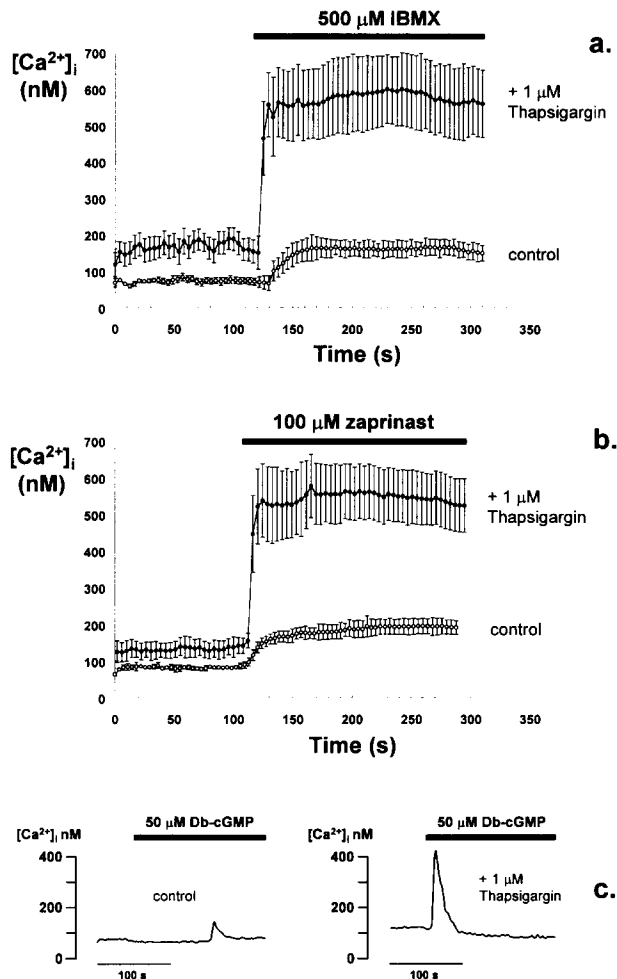 500 μM IBMX
a.
[Ca²⁺]i
(nM)
700
600
500
400
300
200
100
0
+ 1 μM
Thapsigargin
control
0 50 100 150 200 250 300 350
Time (s)
100 μM zaprinast
b.
[Ca²⁺]i
(nM)
700
600
500
400
300
200
100
0
+ 1 μM
Thapsigargin
control
0 50 100 150 200 250 300 350
Time (s)
50 μM Db-cGMP
[Ca²⁺]i nM
400
200
0
control
100 s
50 μM Db-cGMP
[Ca²⁺]i nM
400
200
0
+ 1 μM
Thapsigargin
c.
100 s